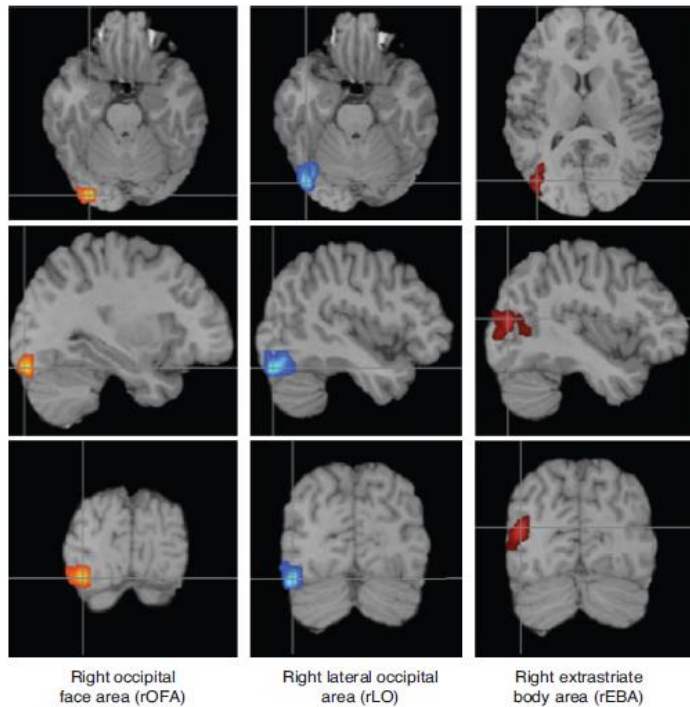 Right occipital
face area (rOFA)
Right lateral occipital
area (rLO)
Right extrastriate
body area (rEBA)